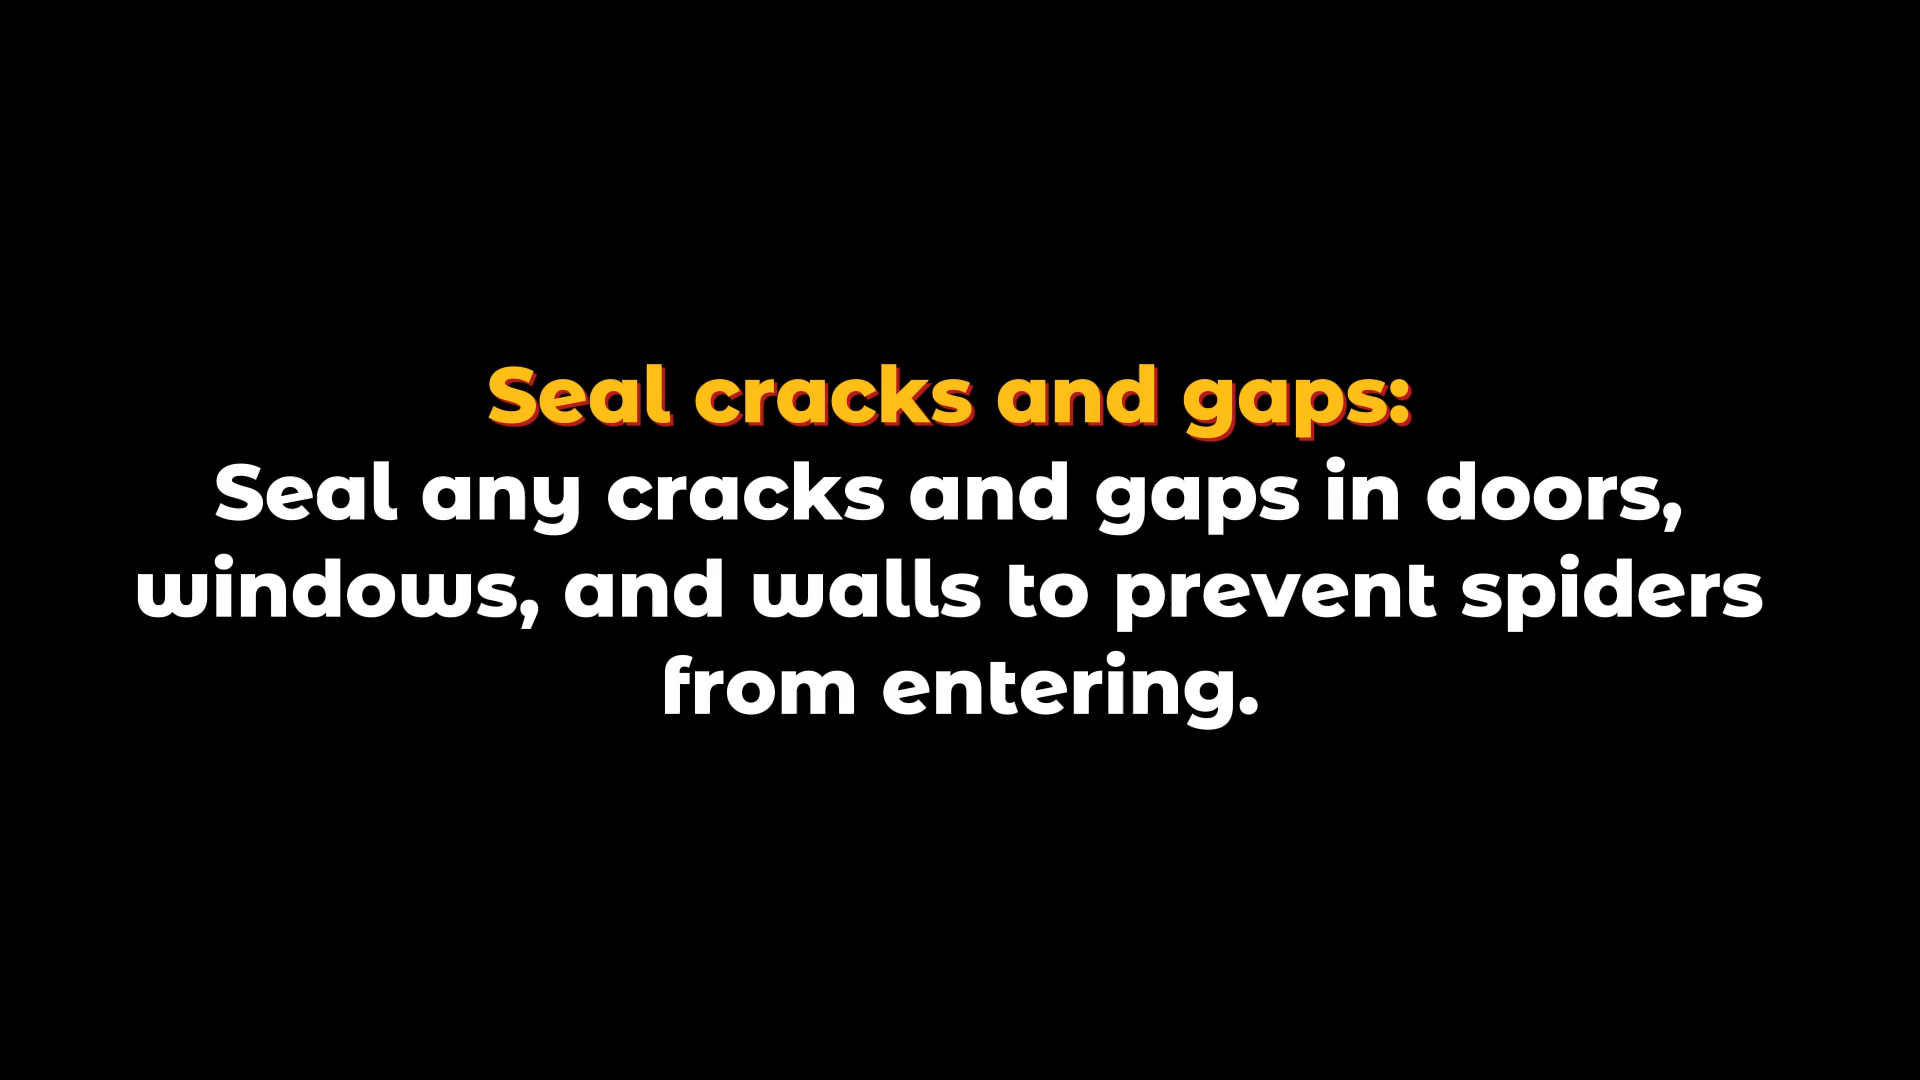 Seal cracks and gaps:
Seal any cracks and gaps in doors,
windows, and walls to prevent spiders
from entering.